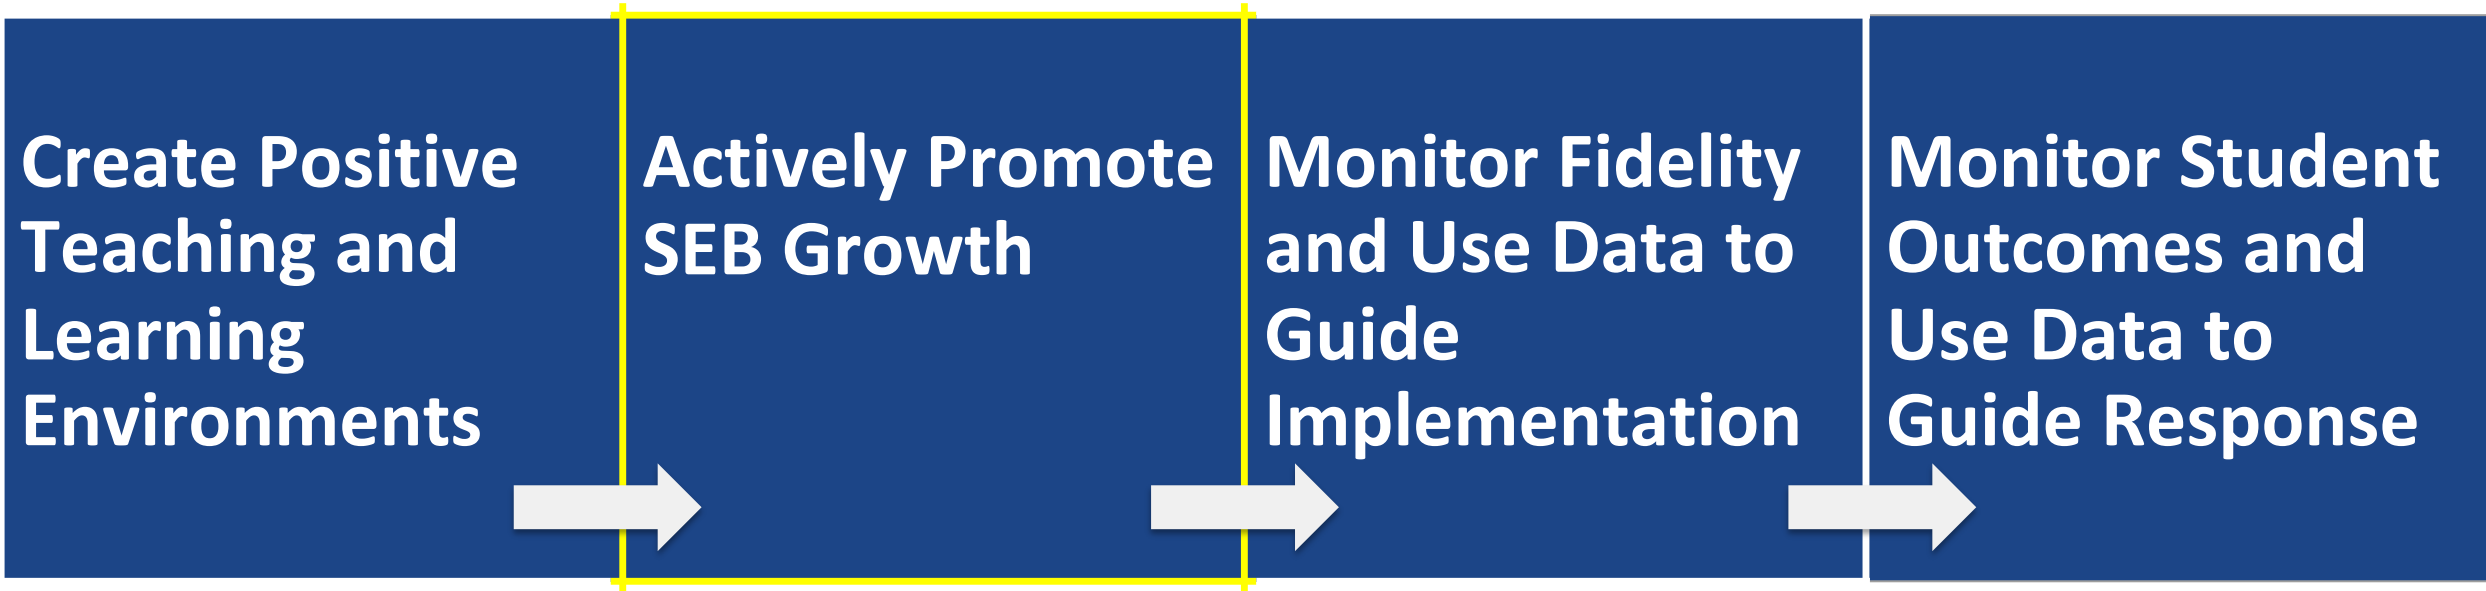 Create Positive
Teaching and
Learning
Environments
Actively Promote
SEB Growth
Monitor Fidelity
and Use Data to
Guide
Implementation
Monitor Student
Outcomes and
Use Data to
Guide Response